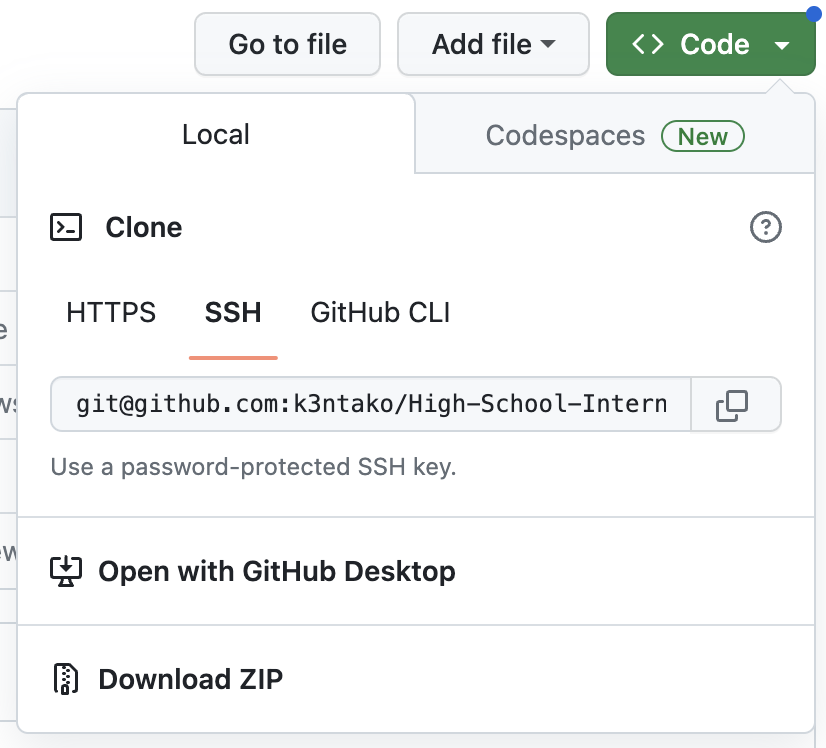 Go to file
Add file
Code
Local
Codespaces New
Clone
HTTPS SSH GitHub CLI
git@github.com:k3ntako/High-School-Intern
Use a password-protected SSH key.
Open with GitHub Desktop
Download ZIP